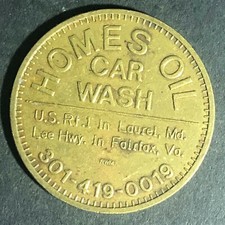 HOMES OIL
CAR
WASH
U.S. Rt. 1 in Laurel, Md.
Lee Hwy. in Fairfax, Va.
301-419-0019